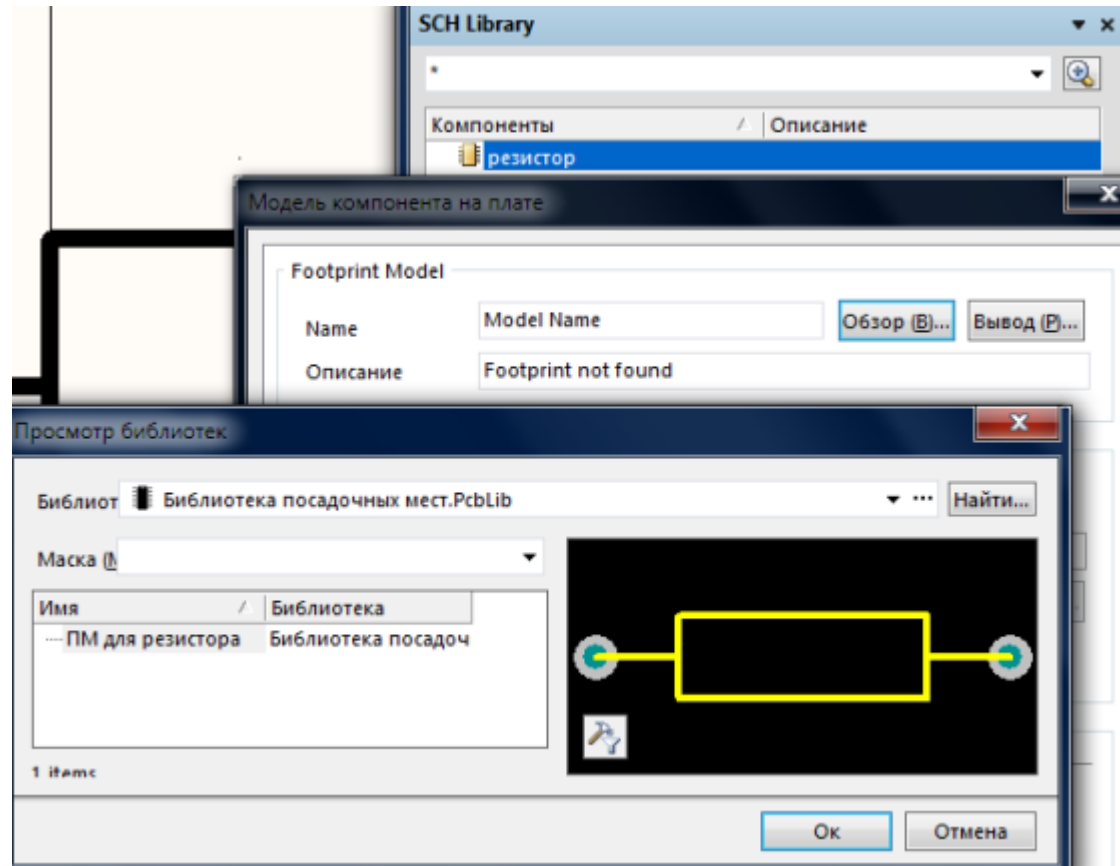 SCH Library
*
Компоненты Описание
резистор
Модель компонента на плате
Footprint Model
Name Model Name Обзор (B)... Вывод (P)...
Описание Footprint not found
Просмотр библиотек
Библиот Библиотека посадочных мест.PcbLib ... Найти...
Маска (
Имя Библиотека
ПМ для резистора Библиотека посадоч
1 items
Ок Отмена